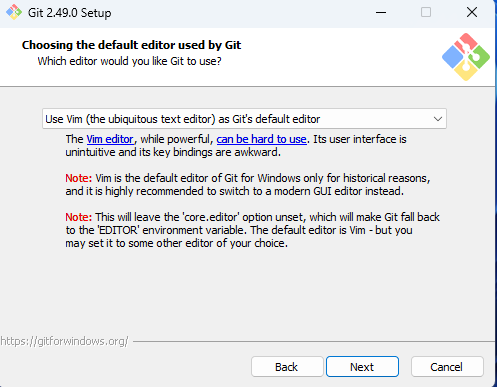 Git 2.49.0 Setup
Choosing the default editor used by Git
Which editor would you like Git to use?
Use Vim (the ubiquitous text editor) as Git's default editor
The Vim editor, while powerful, can be hard to use. Its user interface is
unintuitive and its key bindings are awkward.
Note: Vim is the default editor of Git for Windows only for historical reasons,
and it is highly recommended to switch to a modern GUI editor instead.
Note: This will leave the 'core.editor' option unset, which will make Git fall back
to the 'EDITOR' environment variable. The default editor is Vim - but you
may set it to some other editor of your choice.
https://gitforwindows.org/
Back
Next
Cancel